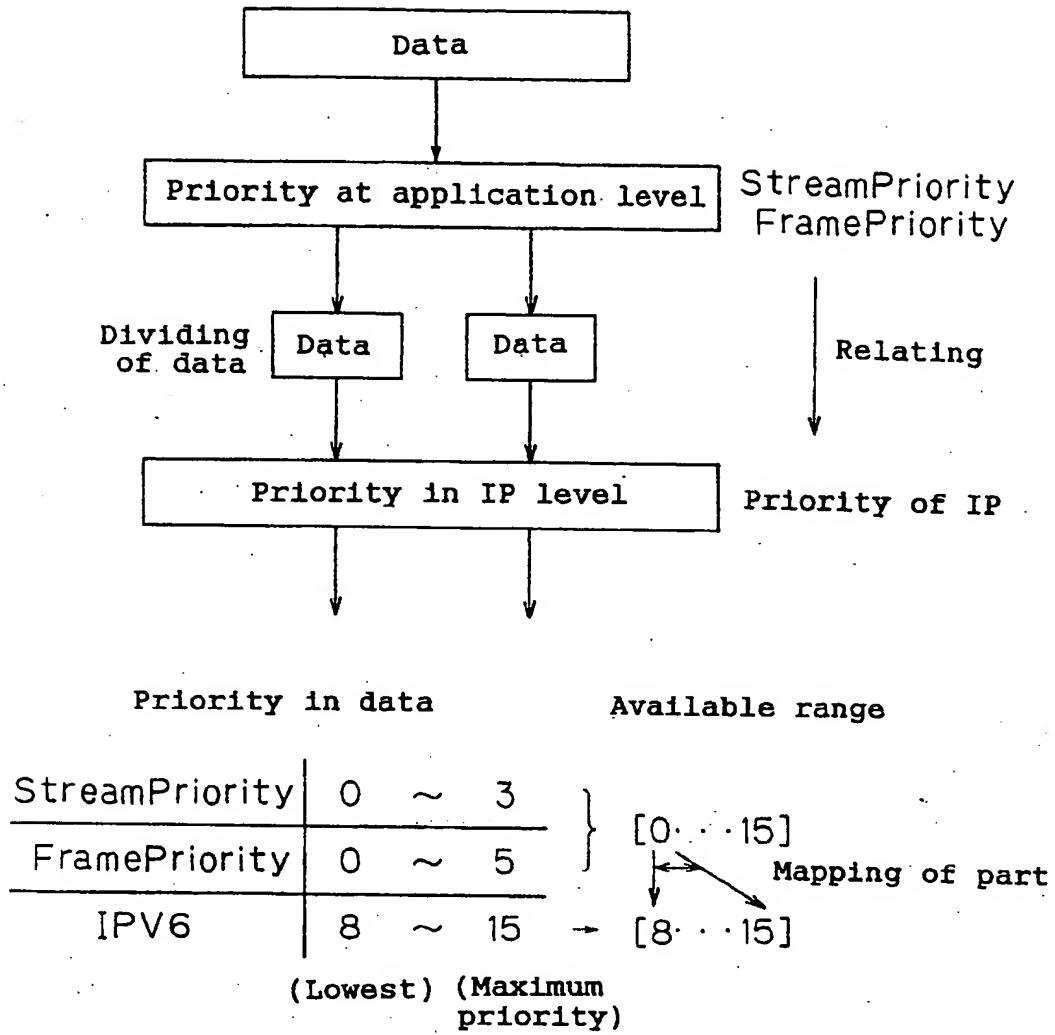 Data
Priority at application level
StreamPriority
FramePriority
Dividing
of data
Data
Data
Relating
Priority in IP level
Priority of IP
Priority in data
Available range
StreamPriority 0 ~ 3
[0···15]
FramePriority 0 ~ 5
Mapping of part
IPV6 8 ~ 15 → [8···15]
(Lowest) (Maximum
priority)